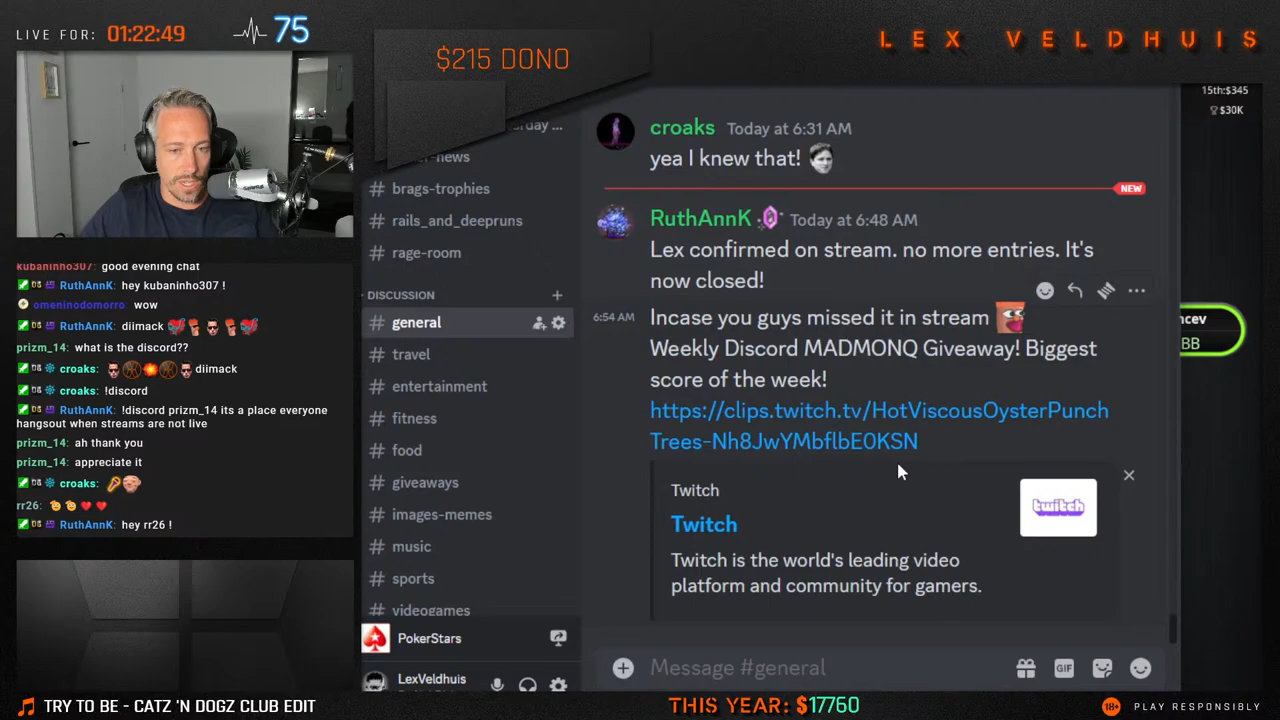 LIVE FOR: 01:22:49
75
$215 DONO
LEX VELDHUIS
15th:$345
$30K
kubaninho307: good evening chat
RuthAnnK: hey kubaninho307 !
omeninodomorro: wow
RuthAnnK: diimack
prizm_14: what is the discord??
croaks: diimack
croaks: !discord
RuthAnnK: !discord prizm_14 its a place everyone
hangsout when streams are not live
prizm_14: ah thank you
prizm_14: appreciate it
croaks:
rr26:
RuthAnnK: hey rr26 !
# brags-trophies
# rails_and_deepruns
# rage-room
DISCUSSION
# general
# travel
# entertainment
# fitness
# food
# giveaways
# images-memes
# music
# sports
# videogames
PokerStars
LexVeldhuis
croaks Today at 6:31 AM
yea I knew that!
NEW
RuthAnnK Today at 6:48 AM
Lex confirmed on stream. no more entries. It's
now closed!
6:54 AM Incase you guys missed it in stream
Weekly Discord MADMONQ Giveaway! Biggest
score of the week!
https://clips.twitch.tv/HotViscousOysterPunch
Trees-Nh8JwYMbflbE0KSN
Twitch
Twitch
twitch
Twitch is the world's leading video
platform and community for gamers.
Message #general
GIF
ncev
BB
TRY TO BE - CATZ 'N DOGZ CLUB EDIT
THIS YEAR: $17760
18+ PLAY RESPONSIBLY